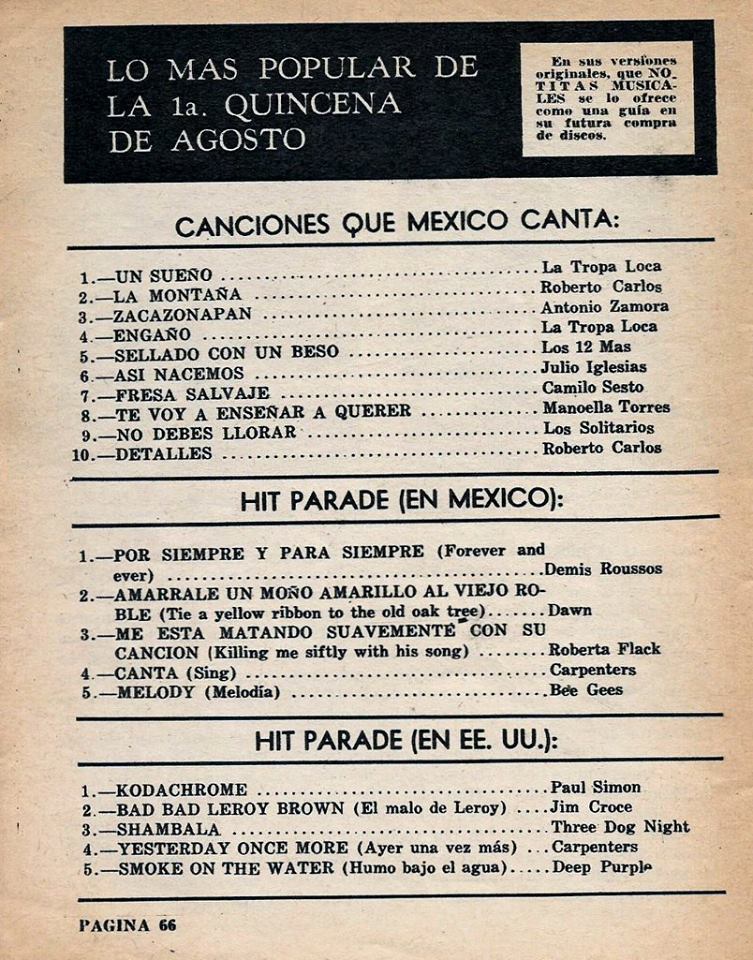 LO MAS POPULAR DE
LA 1a. QUINCENA
DE AGOSTO
En sus versiones
originales, que NO-
TITAS MUSICA-
LES se lo ofrece
como una guía en
su futura compra
de discos.
CANCIONES QUE MEXICO CANTA:
1.—UN SUEÑO ........ La Tropa Loca
2.—LA MONTAÑA ........ Roberto Carlos
3.—ZACAZONAPAN ........ Antonio Zamora
4.—ENGAÑO ........ La Tropa Loca
5.—SELLADO CON UN BESO ........ Los 12 Mas
6.—ASI NACEMOS ........ Julio Iglesias
7.—FRESA SALVAJE ........ Camilo Sesto
8.—TE VOY A ENSEÑAR A QUERER ........ Manoella Torres
9.—NO DEBES LLORAR ........ Los Solitarios
10.—DETALLES ........ Roberto Carlos
HIT PARADE (EN MEXICO):
1.—POR SIEMPRE Y PARA SIEMPRE (Forever and
ever) ........ Demis Roussos
2.—AMARRALE UN MOÑO AMARILLO AL VIEJO RO-
BLE (Tie a yellow ribbon to the old oak tree)....... Dawn
3.—ME ESTA MATANDO SUAVEMENTE CON SU
CANCION (Killing me siftly with his song) ........ Roberta Flack
4.—CANTA (Sing) ........ Carpenters
5.—MELODY (Melodía) ........ Bee Gees
HIT PARADE (EN EE. UU.):
1.—KODACHROME ........ Paul Simon
2.—BAD BAD LEROY BROWN (El malo de Leroy) .... Jim Croce
3.—SHAMBALA ........ Three Dog Night
4.—YESTERDAY ONCE MORE (Ayer una vez más) ... Carpenters
5.—SMOKE ON THE WATER (Humo bajo el agua)..... Deep Purple
PAGINA 66